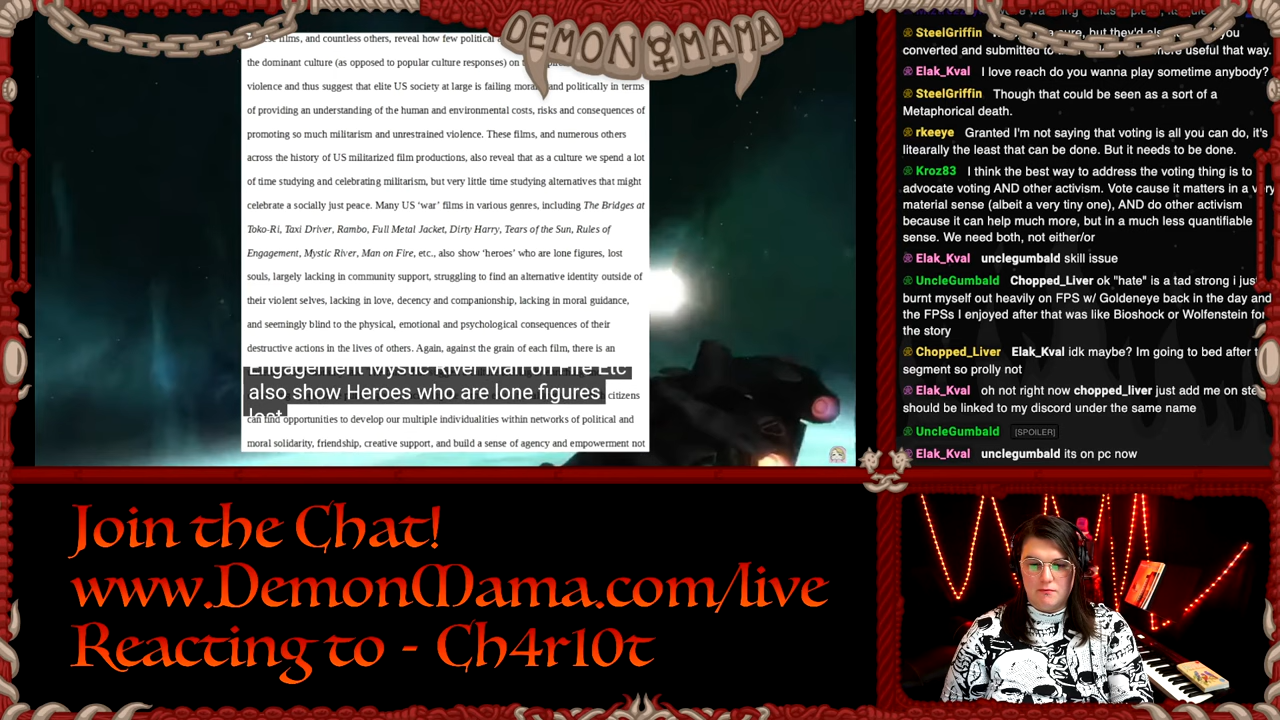 DEMON MAMA
films, and countless others, reveal how few political
the dominant culture (as opposed to popular culture responses) on
violence and thus suggest that elite US society at large is failing and politically in terms
of providing an understanding of the human and environmental costs, risks and consequences of
promoting so much militarism and unrestrained violence. These films, and numerous others
across the history of US militarized film productions, also reveal that as a culture we spend a lot
of time studying and celebrating militarism, but very little time studying alternatives that might
celebrate a socially just peace. Many US ‘war’ films in various genres, including The Bridges at
Toko-Ri, Taxi Driver, Rambo, Full Metal Jacket, Dirty Harry, Tears of the Sun, Rules of
Engagement, Mystic River, Man on Fire, etc., also show ‘heroes’ who are lone figures, lost
souls, largely lacking in community support, struggling to find an alternative identity outside of
their violent selves, lacking in love, decency and companionship, lacking in moral guidance,
and seemingly blind to the physical, emotional and psychological consequences of their
destructive actions in the lives of others. Again, against the grain of each film, there is an
Engagement Mystic River Man on Fire Etc
also show Heroes who are lone figures
lost
citizens
can find opportunities to develop our multiple individualities within networks of political and
moral solidarity, friendship, creative support, and build a sense of agency and empowerment not
SteelGriffin sure, but they'd you
converted and submitted to useful that way.
Elak_Kval I love reach do you wanna play sometime anybody?
SteelGriffin Though that could be seen as a sort of a
Metaphorical death.
rkeeye Granted I'm not saying that voting is all you can do, it's
litearally the least that can be done. But it needs to be done.
Kroz83 I think the best way to address the voting thing is to
advocate voting AND other activism. Vote cause it matters in a very
material sense (albeit a very tiny one), AND do other activism
because it can help much more, but in a much less quantifiable
sense. We need both, not either/or
Elak_Kval unclegumbald skill issue
UncleGumbald Chopped_Liver ok "hate" is a tad strong i jus
burnt myself out heavily on FPS w/ Goldeneye back in the day and
the FPSs I enjoyed after that was like Bioshock or Wolfenstein for
the story
Chopped_Liver Elak_Kval idk maybe? Im going to bed after t
segment so prolly not
Elak_Kval oh not right now chopped_liver just add me on ste
should be linked to my discord under the same name
UncleGumbald [SPOILER]
Elak_Kval unclegumbald its on pc now
Join the Chat!
www.DemonMama.com/live
Reacting to - Ch4r10t